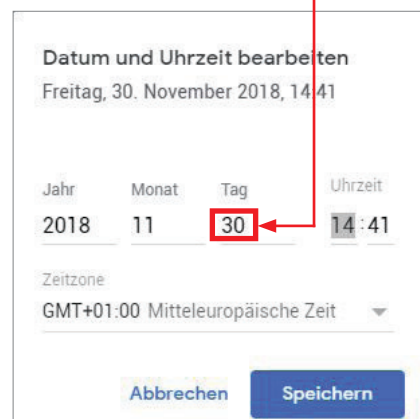 Datum und Uhrzeit bearbeiten
Freitag, 30. November 2018, 14:41
Jahr Monat Tag Uhrzeit
2018 11 30 14 : 41
Zeitzone
GMT+01:00 Mitteleuropäische Zeit
Abbrechen Speichern